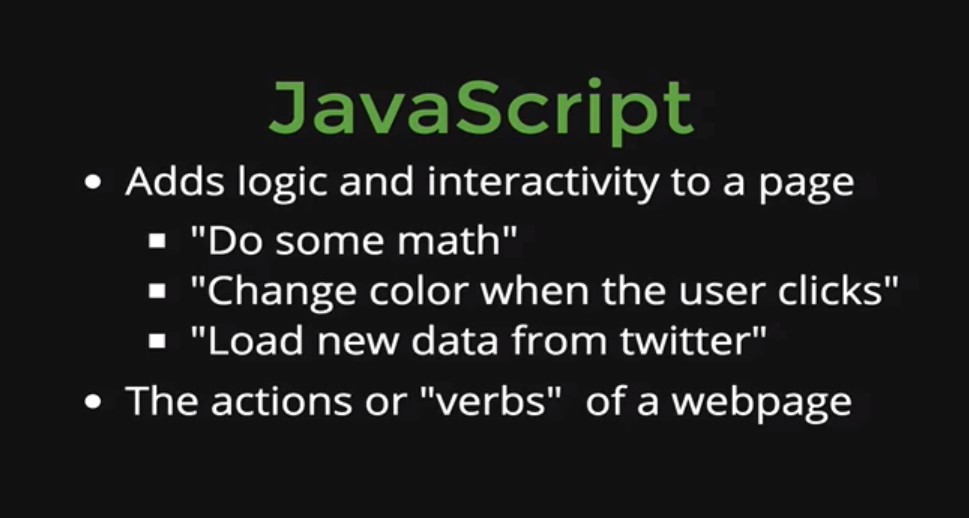 JavaScript
• Adds logic and interactivity to a page
▪ "Do some math"
▪ "Change color when the user clicks"
▪ "Load new data from twitter"
• The actions or "verbs" of a webpage